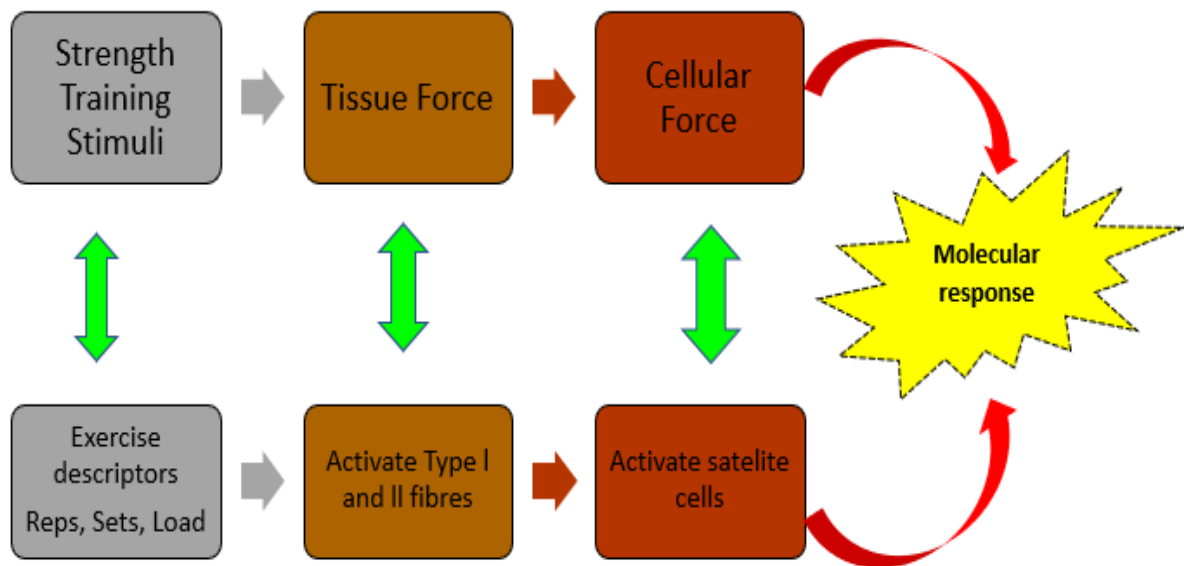 Strength
Training
Stimuli
Tissue Force
Cellular
Force
Molecular
response
Exercise
descriptors
Reps, Sets, Load
Activate Type I
and II fibres
Activate satelite
cells